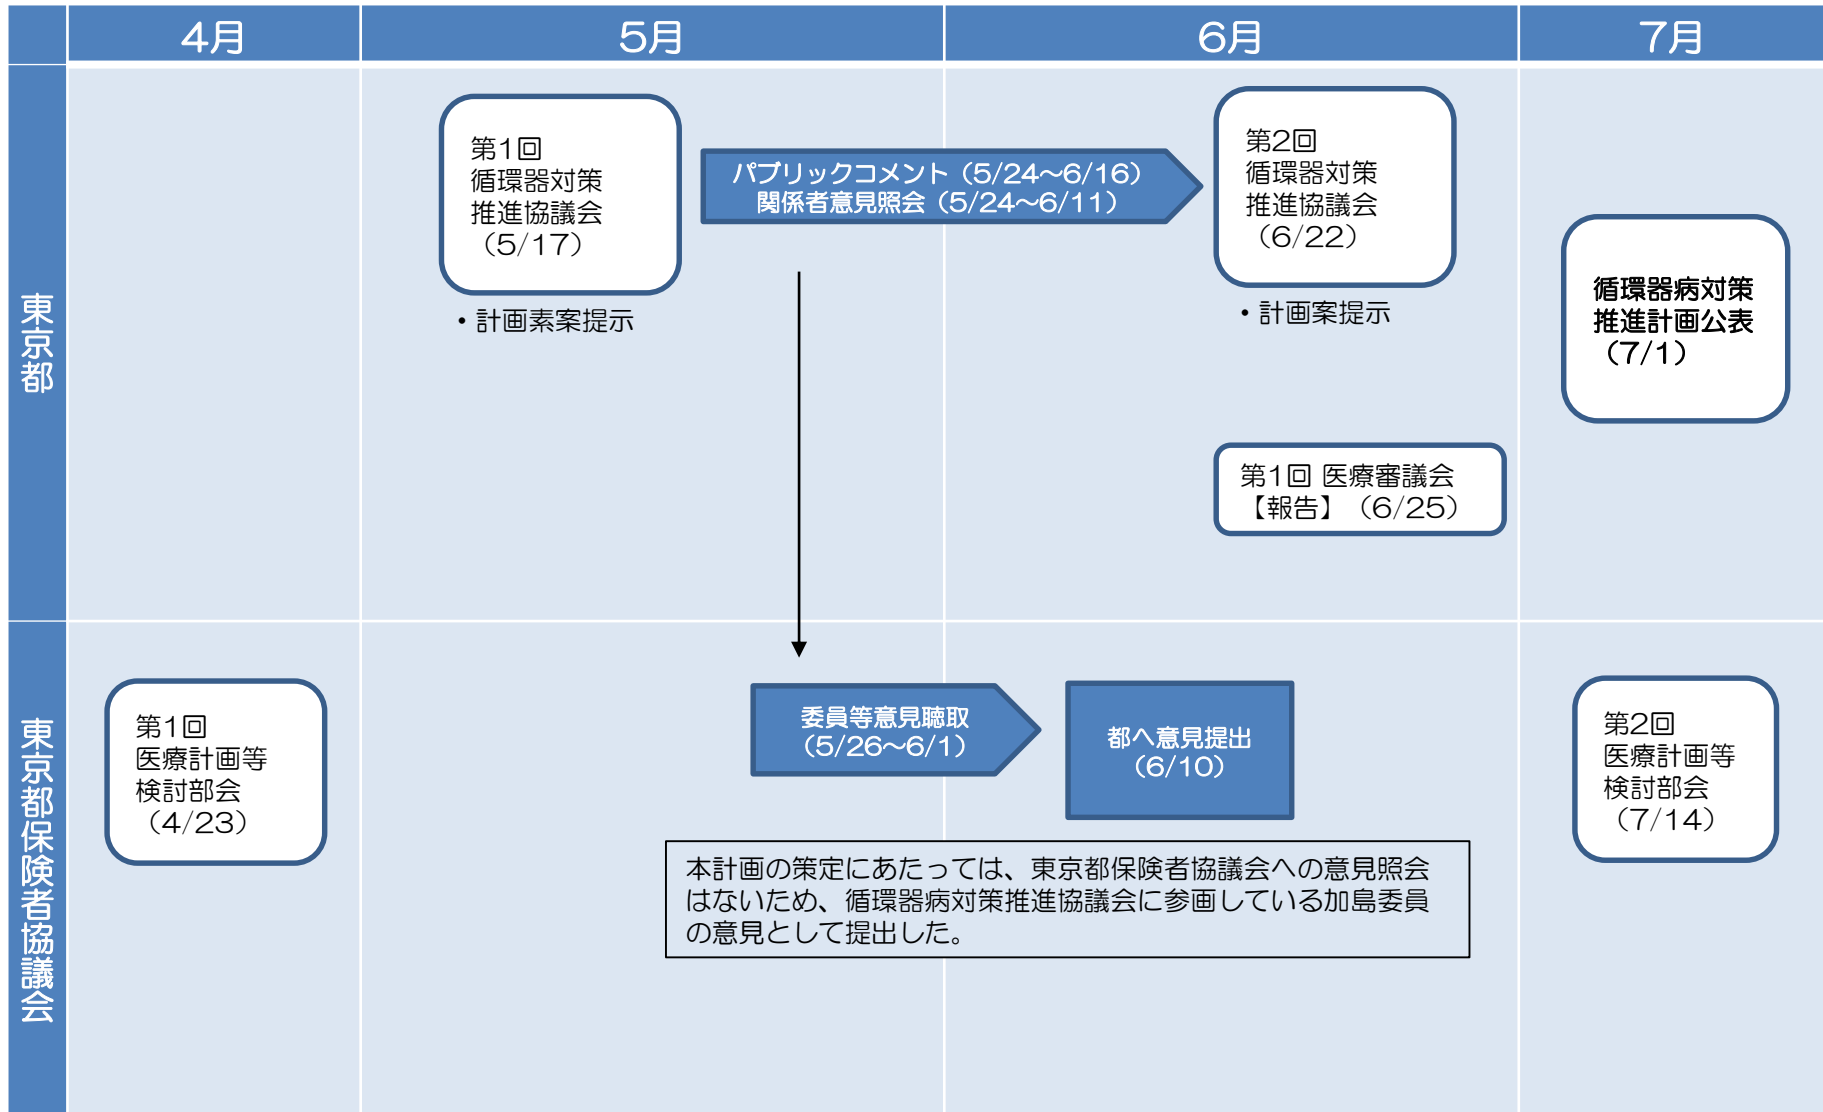 4月
5月
6月
7月
東京都
第1回
循環器対策
推進協議会
（5/17）
・計画素案提示
パブリックコメント（5/24～6/16）
関係者意見照会（5/24～6/11）
第2回
循環器対策
推進協議会
（6/22）
・計画案提示
第1回 医療審議会
【報告】（6/25）
循環器病対策
推進計画公表
（7/1）
東京都保険者協議会
第1回
医療計画等
検討部会
（4/23）
委員等意見聴取
（5/26～6/1）
都へ意見提出
（6/10）
本計画の策定にあたっては、東京都保険者協議会への意見照会
はないため、循環器病対策推進協議会に参画している加島委員
の意見として提出した。
第2回
医療計画等
検討部会
（7/14）